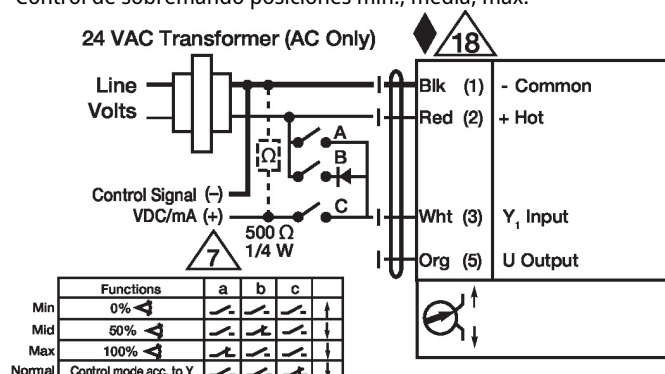 Control de sobremando posiciones mín., media, máx.
24 VAC Transformer (AC Only)
18
Line
Volts
Blk (1) - Common
Red (2) + Hot
A
Ω
B
Control Signal (–)
VDC/mA (+)
C
Wht (3) Y1 Input
500 Ω
1/4 W
7
Org (5) U Output
Functions a b c
Min 0%
Mid 50%
Max 100%
Normal Control mode acc. to Y